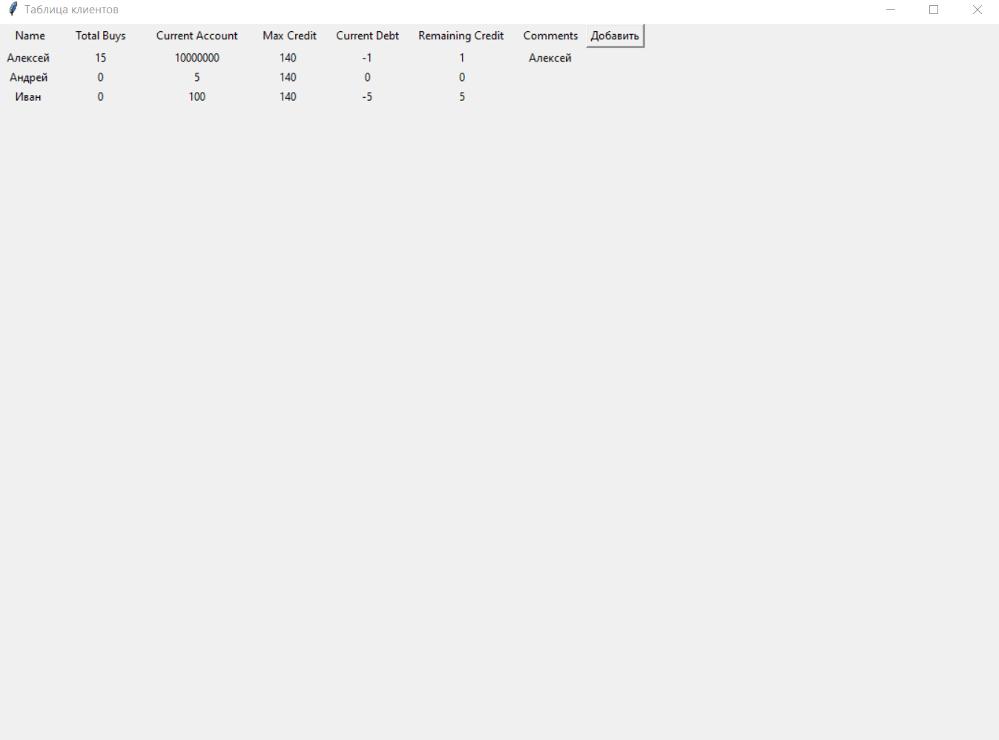 Таблица клиентов
Name Total Buys Current Account Max Credit Current Debt Remaining Credit Comments Добавить
Алексей 15 10000000 140 -1 1 Алексей
Андрей 0 5 140 0 0
Иван 0 100 140 -5 5